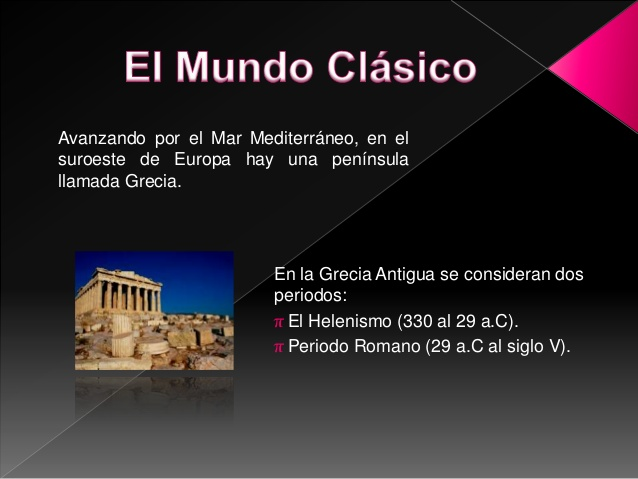 El Mundo Clásico
Avanzando por el Mar Mediterráneo, en el
suroeste de Europa hay una península
llamada Grecia.
En la Grecia Antigua se consideran dos
periodos:
π El Helenismo (330 al 29 a.C).
π Periodo Romano (29 a.C al siglo V).